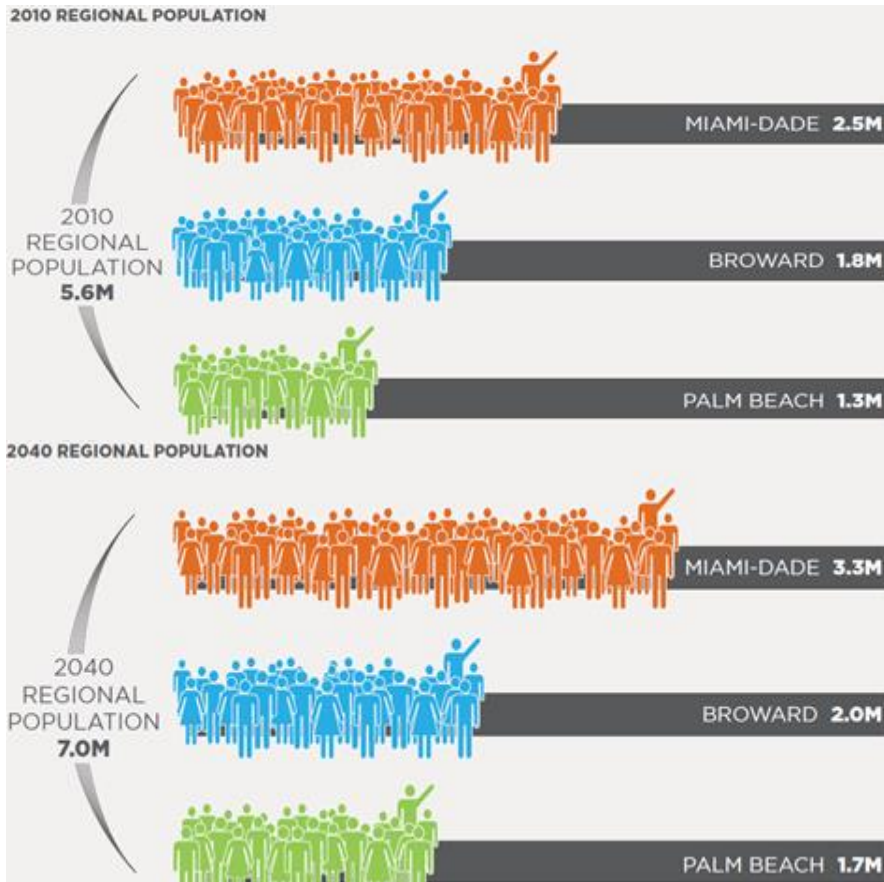 2010 REGIONAL POPULATION
MIAMI-DADE 2.5M
2010
REGIONAL
POPULATION
5.6M
BROWARD 1.8M
PALM BEACH 1.3M
2040 REGIONAL POPULATION
MIAMI-DADE 3.3M
2040
REGIONAL
POPULATION
7.0M
BROWARD 2.0M
PALM BEACH 1.7M